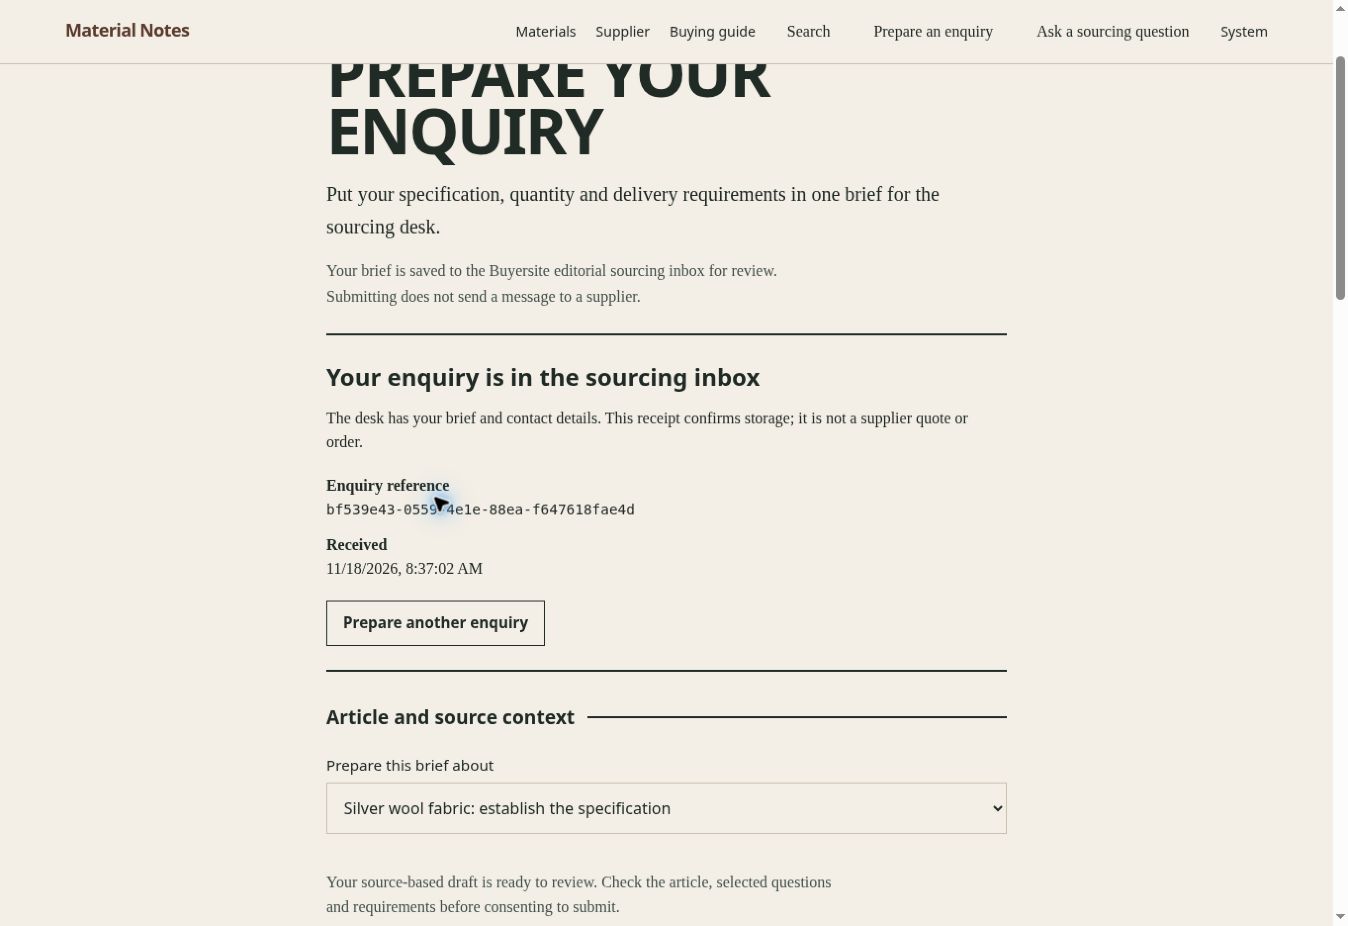 Material Notes
Materials
Supplier
Buying guide
Search
Prepare an enquiry
Ask a sourcing question
System
PREPARE YOUR
ENQUIRY
Put your specification, quantity and delivery requirements in one brief for the
sourcing desk.
Your brief is saved to the Buyersite editorial sourcing inbox for review.
Submitting does not send a message to a supplier.
Your enquiry is in the sourcing inbox
The desk has your brief and contact details. This receipt confirms storage; it is not a supplier quote or
order.
Enquiry reference
bf539e43-0559-4e1e-88ea-f647618fae4d
Received
11/18/2026, 8:37:02 AM
Prepare another enquiry
Article and source context
Prepare this brief about
Silver wool fabric: establish the specification
Your source-based draft is ready to review. Check the article, selected questions
and requirements before consenting to submit.